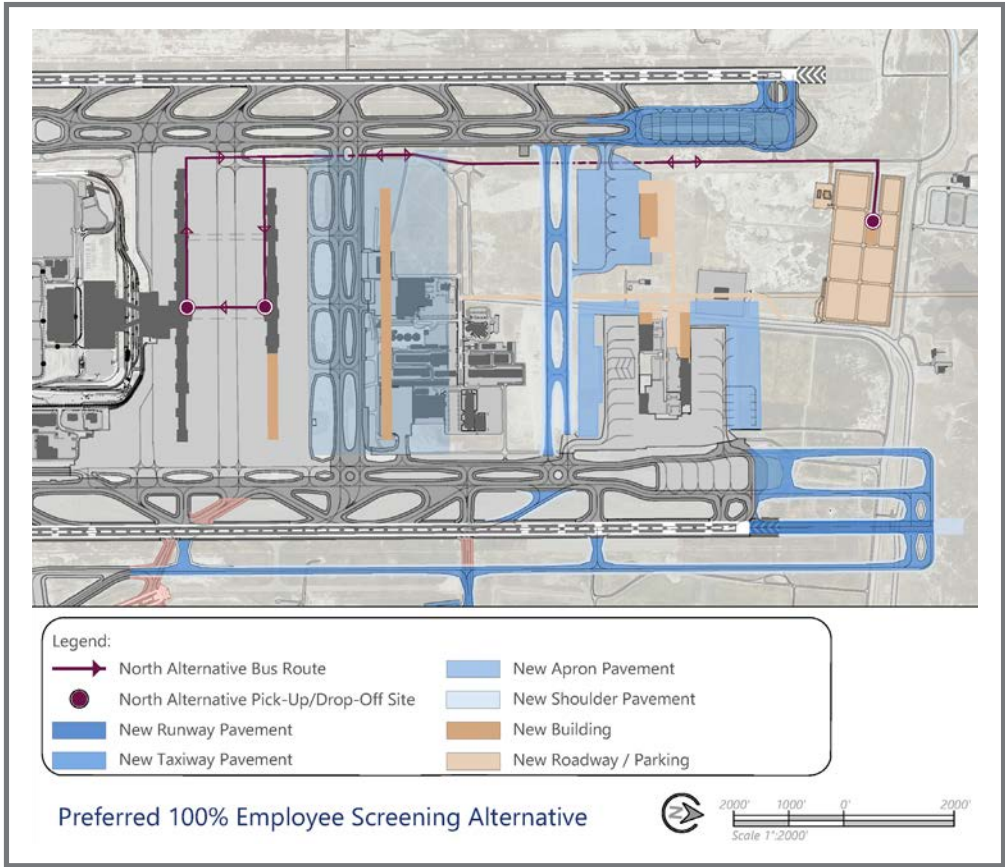 Legend:
North Alternative Bus Route
North Alternative Pick-Up/Drop-Off Site
New Runway Pavement
New Taxiway Pavement
New Apron Pavement
New Shoulder Pavement
New Building
New Roadway / Parking
Preferred 100% Employee Screening Alternative
N
2000' 1000' 0' 2000'
Scale 1":2000'